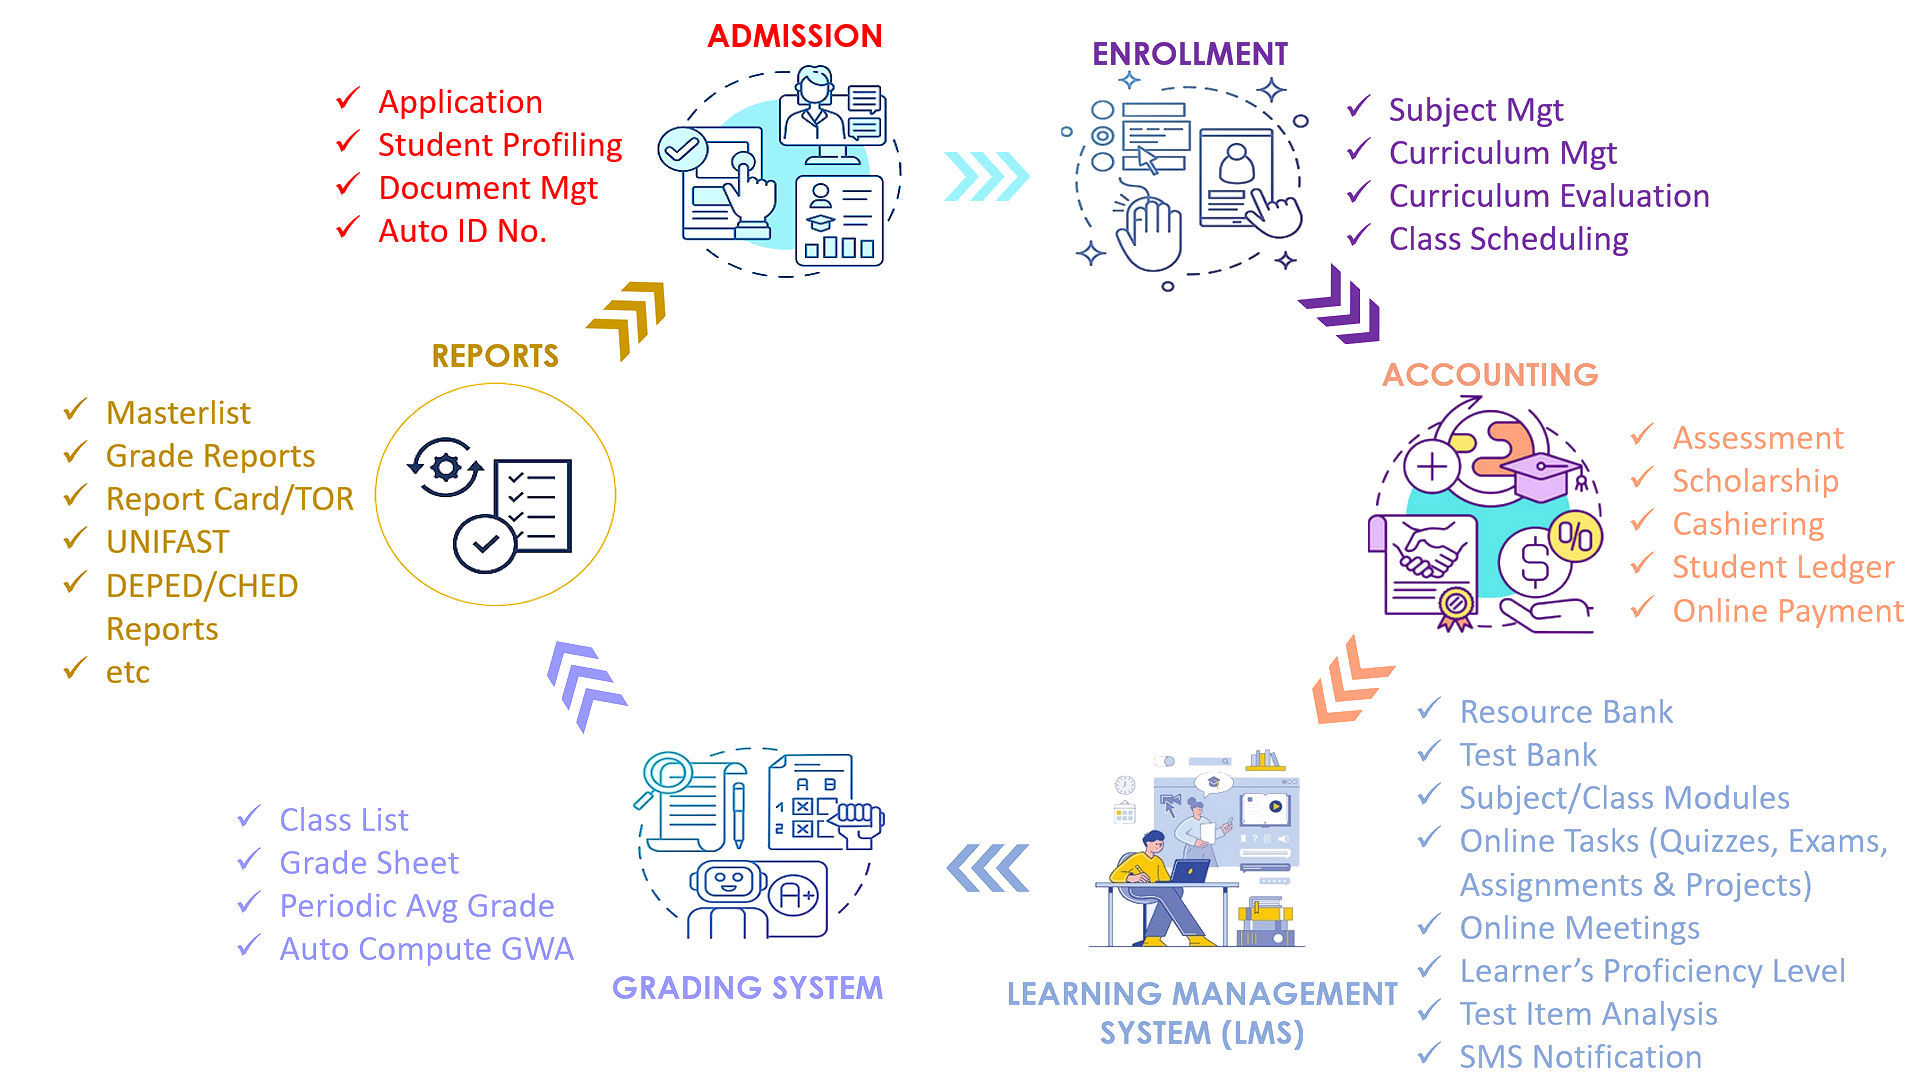 ADMISSION
Application
Student Profiling
Document Mgt
Auto ID No.
ENROLLMENT
Subject Mgt
Curriculum Mgt
Curriculum Evaluation
Class Scheduling
ACCOUNTING
Assessment
Scholarship
Cashiering
Student Ledger
Online Payment
%
$
Resource Bank
Test Bank
Subject/Class Modules
Online Tasks (Quizzes, Exams,
Assignments & Projects)
Online Meetings
Learner’s Proficiency Level
Test Item Analysis
SMS Notification
LEARNING MANAGEMENT
SYSTEM (LMS)
A B
1
2
A+
Class List
Grade Sheet
Periodic Avg Grade
Auto Compute GWA
GRADING SYSTEM
REPORTS
Masterlist
Grade Reports
Report Card/TOR
UNIFAST
DEPED/CHED
Reports
etc